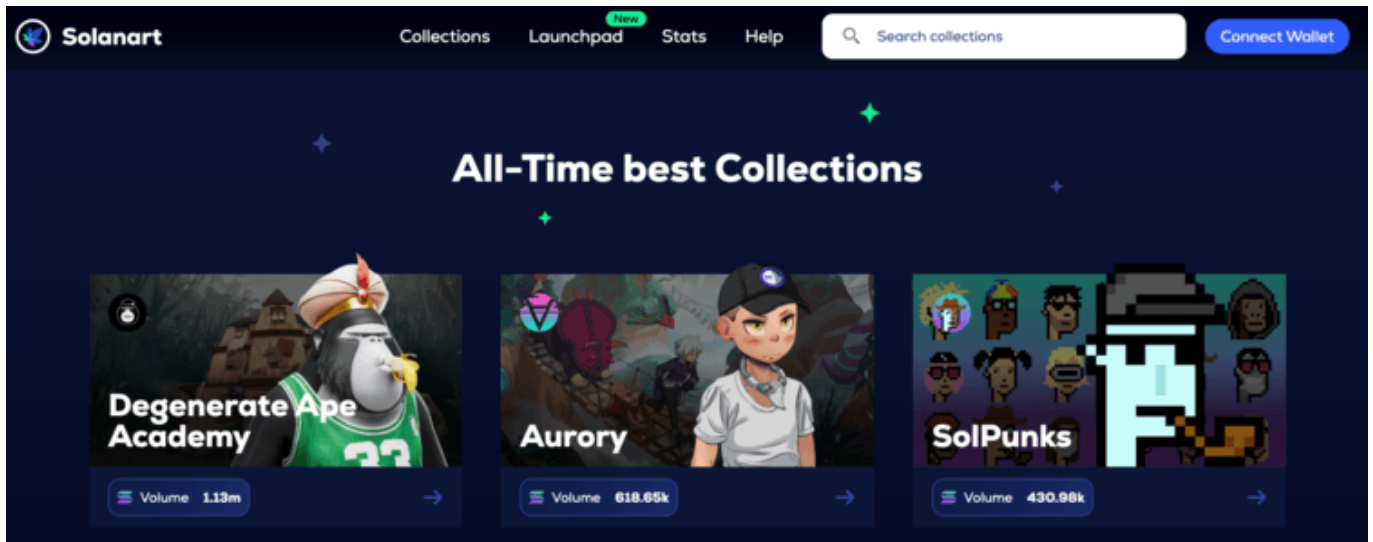 Solanart
Collections
Launchpad
New
Stats
Help
Search collections
Connect Wallet
All-Time best Collections
Degenerate Ape
Academy
Aurory
SolPunks
Volume 1.13m
Volume 618.65k
Volume 430.98k
33